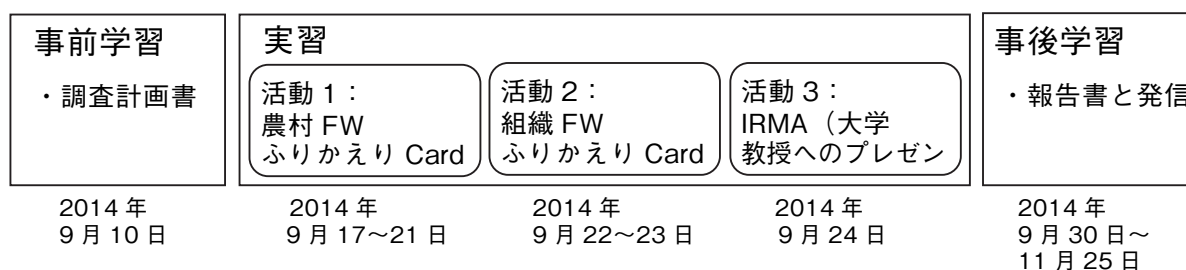 事前学習
・調査計画書
2014年
9月10日
実習
活動1：
農村FW
ふりかえりCard
2014年
9月17～21日
活動2：
組織FW
ふりかえりCard
2014年
9月22～23日
活動3：
IRMA（大学
教授へのプレゼン
2014年
9月24日
事後学習
・報告書と発信
2014年
9月30日～
11月25日